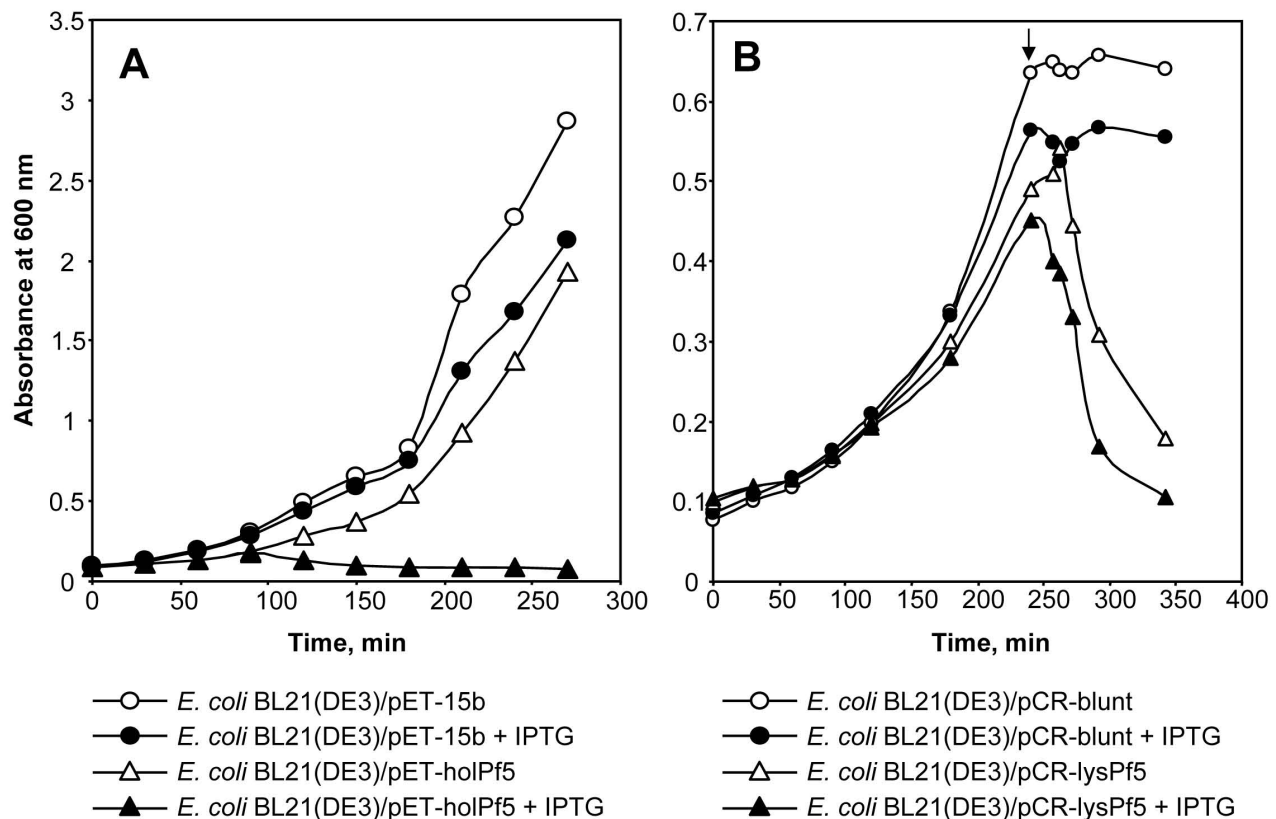 A
Absorbance at 600 nm
3.5
3
2.5
2
1.5
1
0.5
0
0 50 100 150 200 250 300
Time, min
E. coli BL21(DE3)/pET-15b
E. coli BL21(DE3)/pET-15b + IPTG
E. coli BL21(DE3)/pET-holPf5
E. coli BL21(DE3)/pET-holPf5 + IPTG
B
0.7
0.6
0.5
0.4
0.3
0.2
0.1
0
0 50 100 150 200 250 300 350 400
Time, min
E. coli BL21(DE3)/pCR-blunt
E. coli BL21(DE3)/pCR-blunt + IPTG
E. coli BL21(DE3)/pCR-lysPf5
E. coli BL21(DE3)/pCR-lysPf5 + IPTG